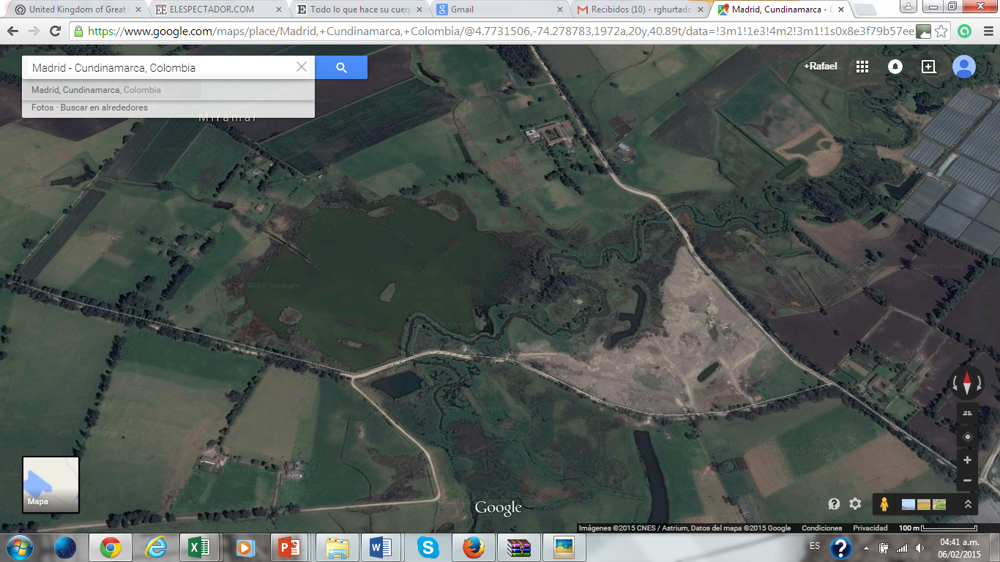 United Kingdom of Great
ELESPECTADOR.COM
Todo lo que hace su cuerp
Gmail
Recibidos (10) - rghurtado
Madrid, Cundinamarca -
https://www.google.com/maps/place/Madrid,+Cundinamarca,+Colombia/@4.7731506,-74.278783,1972a,20y,40.89t/data=!3m1!1e3!4m2!3m1!1s0x8e3f79b57ee
Madrid - Cundinamarca, Colombia
+Rafael
Madrid, Cundinamarca, Colombia
Fotos · Buscar en alrededores
Miramar
Mapa
Google
Imágenes ©2015 CNES / Astrium, Datos del mapa ©2015 Google
Condiciones
Privacidad
100 m
ES
04:41 a.m.
06/02/2015